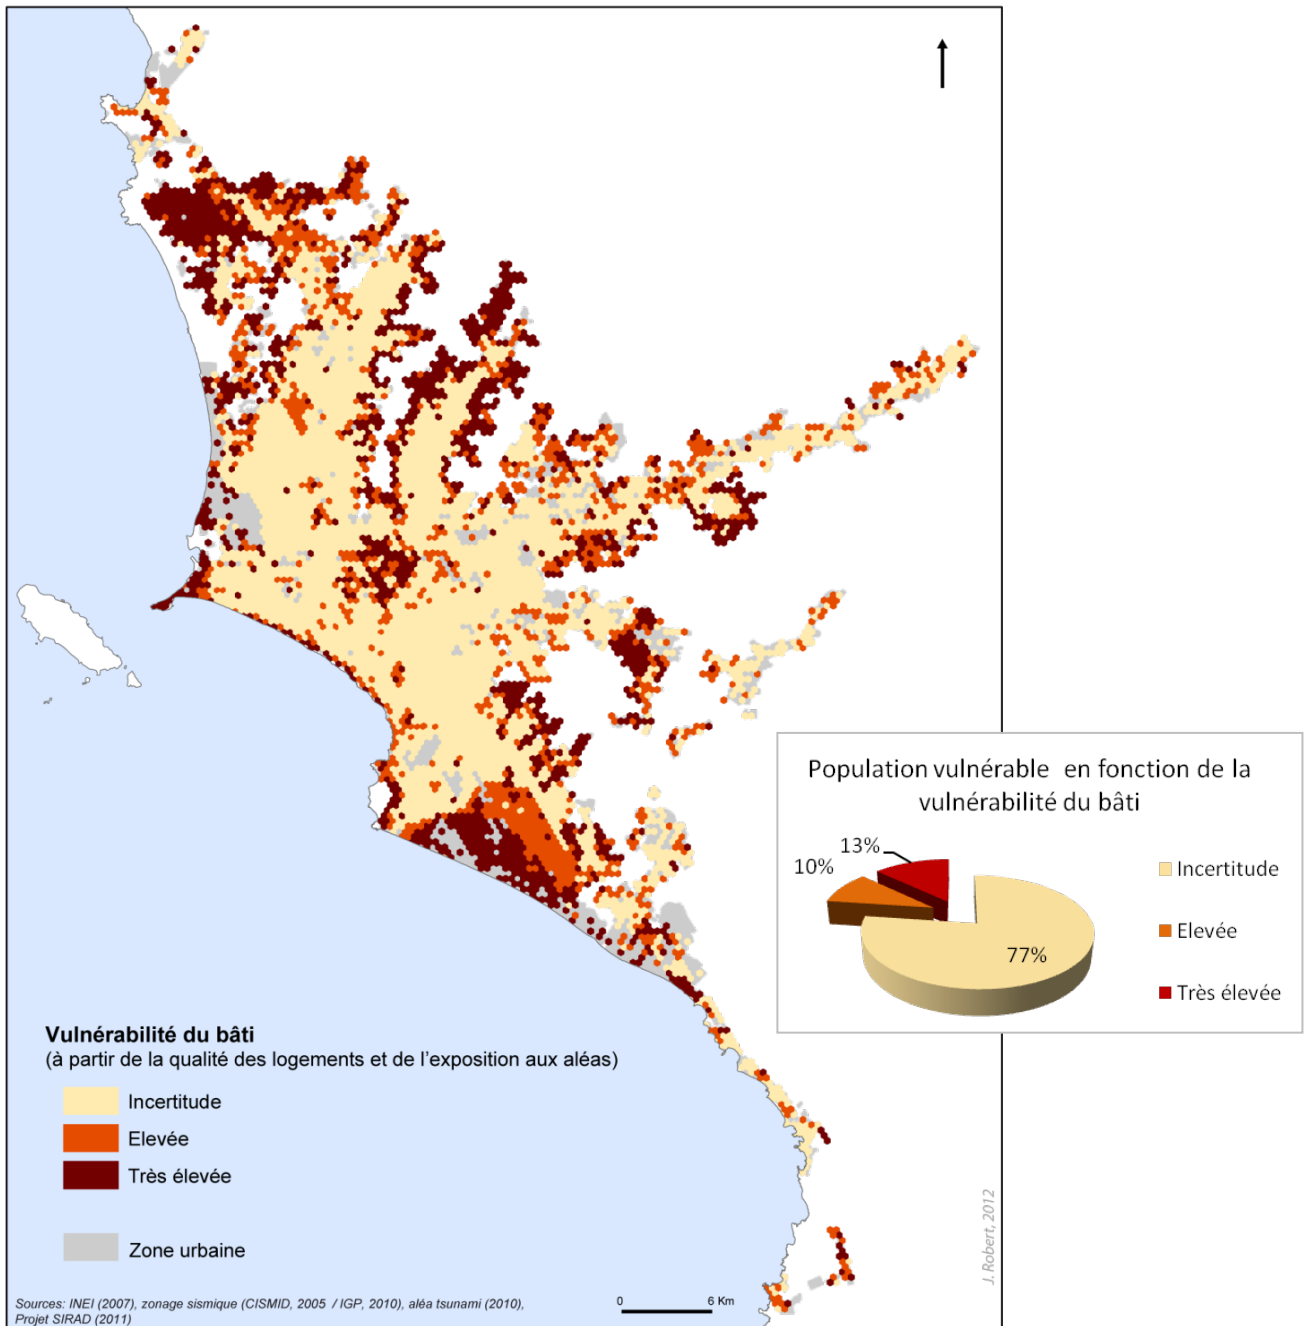 Population vulnérable en fonction de la
vulnérabilité du bâti
13%
10%
77%
Incertitude
Elevée
Très élevée
Vulnérabilité du bâti
(à partir de la qualité des logements et de l'exposition aux aléas)
Incertitude
Elevée
Très élevée
Zone urbaine
J. Robert, 2012
Sources: INEI (2007), zonage sismique (CISMID, 2005 / IGP, 2010), aléa tsunami (2010),
Projet SIRAD (2011)
0 6 Km